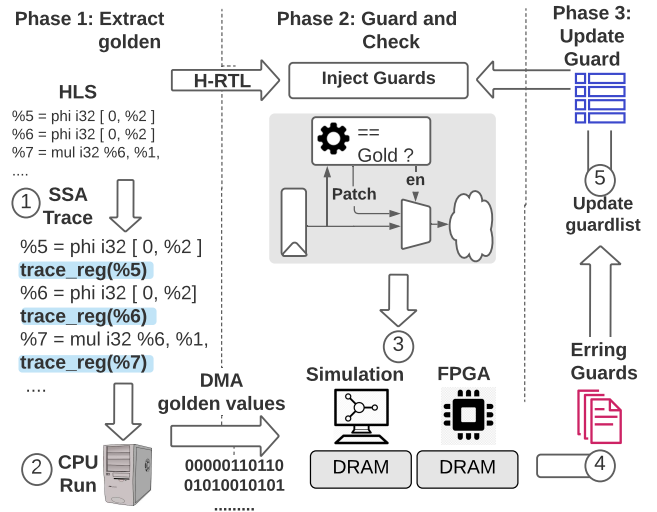 Phase 1: Extract
golden
HLS
%5 = phi i32 [ 0, %2 ]
%6 = phi i32 [ 0, %2 ]
%7 = mul i32 %6, %1,
....
1
SSA
Trace
%5 = phi i32 [ 0, %2 ]
trace_reg(%5)
%6 = phi i32 [ 0, %2]
trace_reg(%6)
%7 = mul i32 %6, %1,
trace_reg(%7)
....
2
CPU
Run
H-RTL
DMA
golden values
00000110110
01010010101
.........
Phase 2: Guard and
Check
Inject Guards
==
Gold ?
Patch
en
3
Simulation
FPGA
DRAM
DRAM
Phase 3:
Update
Guard
5
Update
guardlist
Erring
Guards
4